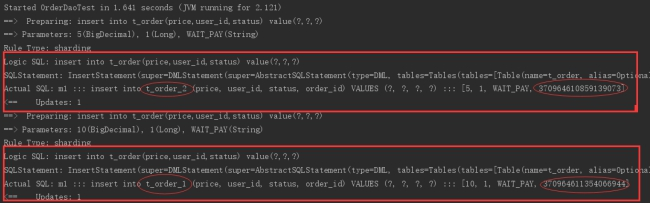 Started OrderDaoTest in 1.641 seconds (JVM running for 2.121)
==>  Preparing: insert into t_order(price,user_id,status) value(?,?,?)
==> Parameters: 5(BigDecimal), 1(Long), WAIT_PAY(String)
Rule Type: sharding
Logic SQL: insert into t_order(price,user_id,status) value(?,?,?)
SQLStatement: InsertStatement(super=DMLStatement(super=AbstractSQLStatement(type=DML, tables=Tables(tables=[Table(name=t_order, alias=Optional
Actual SQL: m1 ::: insert into t_order_2 (price, user_id, status, order_id) VALUES (?, ?, ?, ?) ::: [5, 1, WAIT_PAY, 370964610859139073]
<==    Updates: 1
==>  Preparing: insert into t_order(price,user_id,status) value(?,?,?)
==> Parameters: 10(BigDecimal), 1(Long), WAIT_PAY(String)
Rule Type: sharding
Logic SQL: insert into t_order(price,user_id,status) value(?,?,?)
SQLStatement: InsertStatement(super=DMLStatement(super=AbstractSQLStatement(type=DML, tables=Tables(tables=[Table(name=t_order, alias=Optional
Actual SQL: m1 ::: insert into t_order_1 (price, user_id, status, order_id) VALUES (?, ?, ?, ?) ::: [10, 1, WAIT_PAY, 370964611354066944]
<==    Updates: 1